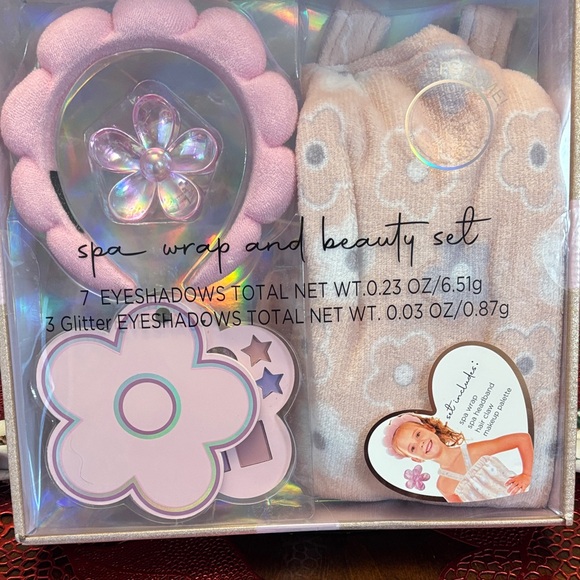 spa wrap and beauty set
7 EYESHADOWS TOTAL NET WT.0.23 OZ/6.51g
3 Glitter EYESHADOWS TOTAL NET WT. 0.03 OZ/0.87g
set includes:
spa wrap
spa headband
hair claw
makeup palette